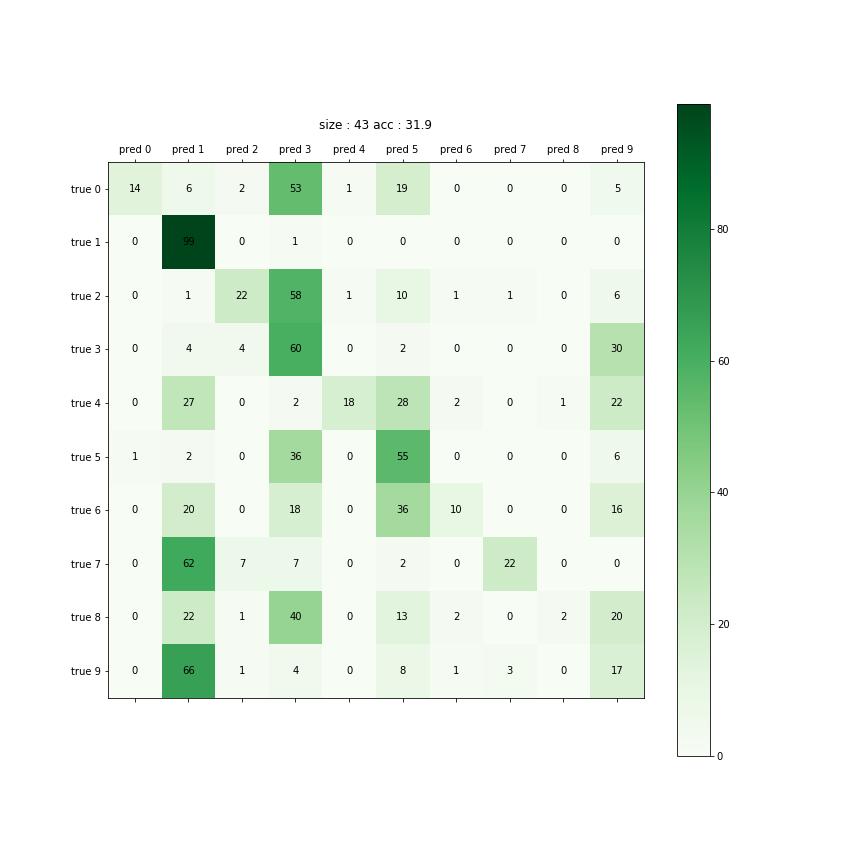 size : 43 acc : 31.9
pred 0 pred 1 pred 2 pred 3 pred 4 pred 5 pred 6 pred 7 pred 8 pred 9
true 0 14 6 2 53 1 19 0 0 0 5
true 1 0 99 0 1 0 0 0 0 0 0
true 2 0 1 22 58 1 10 1 1 0 6
true 3 0 4 4 60 0 2 0 0 0 30
true 4 0 27 0 2 18 28 2 0 1 22
true 5 1 2 0 36 0 55 0 0 0 6
true 6 0 20 0 18 0 36 10 0 0 16
true 7 0 62 7 7 0 2 0 22 0 0
true 8 0 22 1 40 0 13 2 0 2 20
true 9 0 66 1 4 0 8 1 3 0 17
80
60
40
20
0